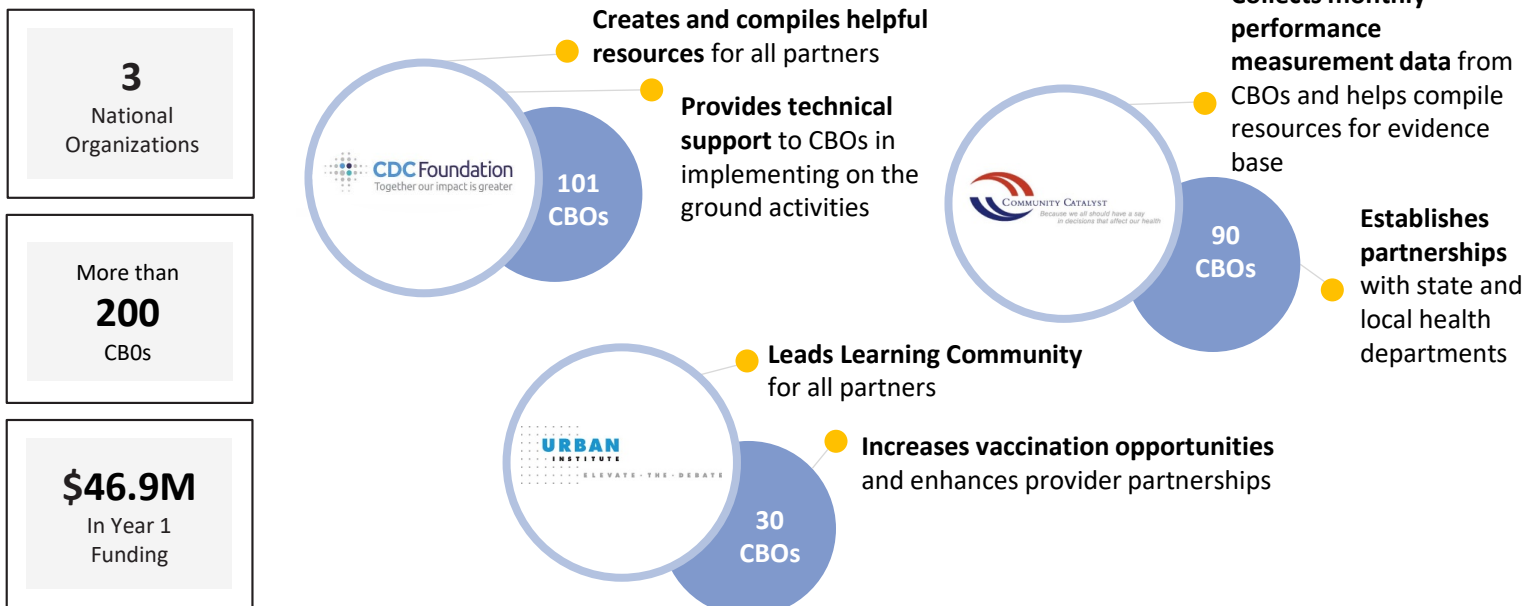 3
National
Organizations
More than
200
CB0s
$46.9M
In Year 1
Funding
Creates and compiles helpful
resources for all partners
Provides technical
support to CBOs in
implementing on the
ground activities
CDC Foundation
Together our impact is greater
101
CBOs
Collects monthly
performance
measurement data from
CBOs and helps compile
resources for evidence
base
COMMUNITY CATALYST
Because we all should have a say
in decisions that affect our health
90
CBOs
Establishes
partnerships
with state and
local health
departments
Leads Learning Community
for all partners
URBAN
INSTITUTE
ELEVATE · THE · DEBATE
Increases vaccination opportunities
and enhances provider partnerships
30
CBOs